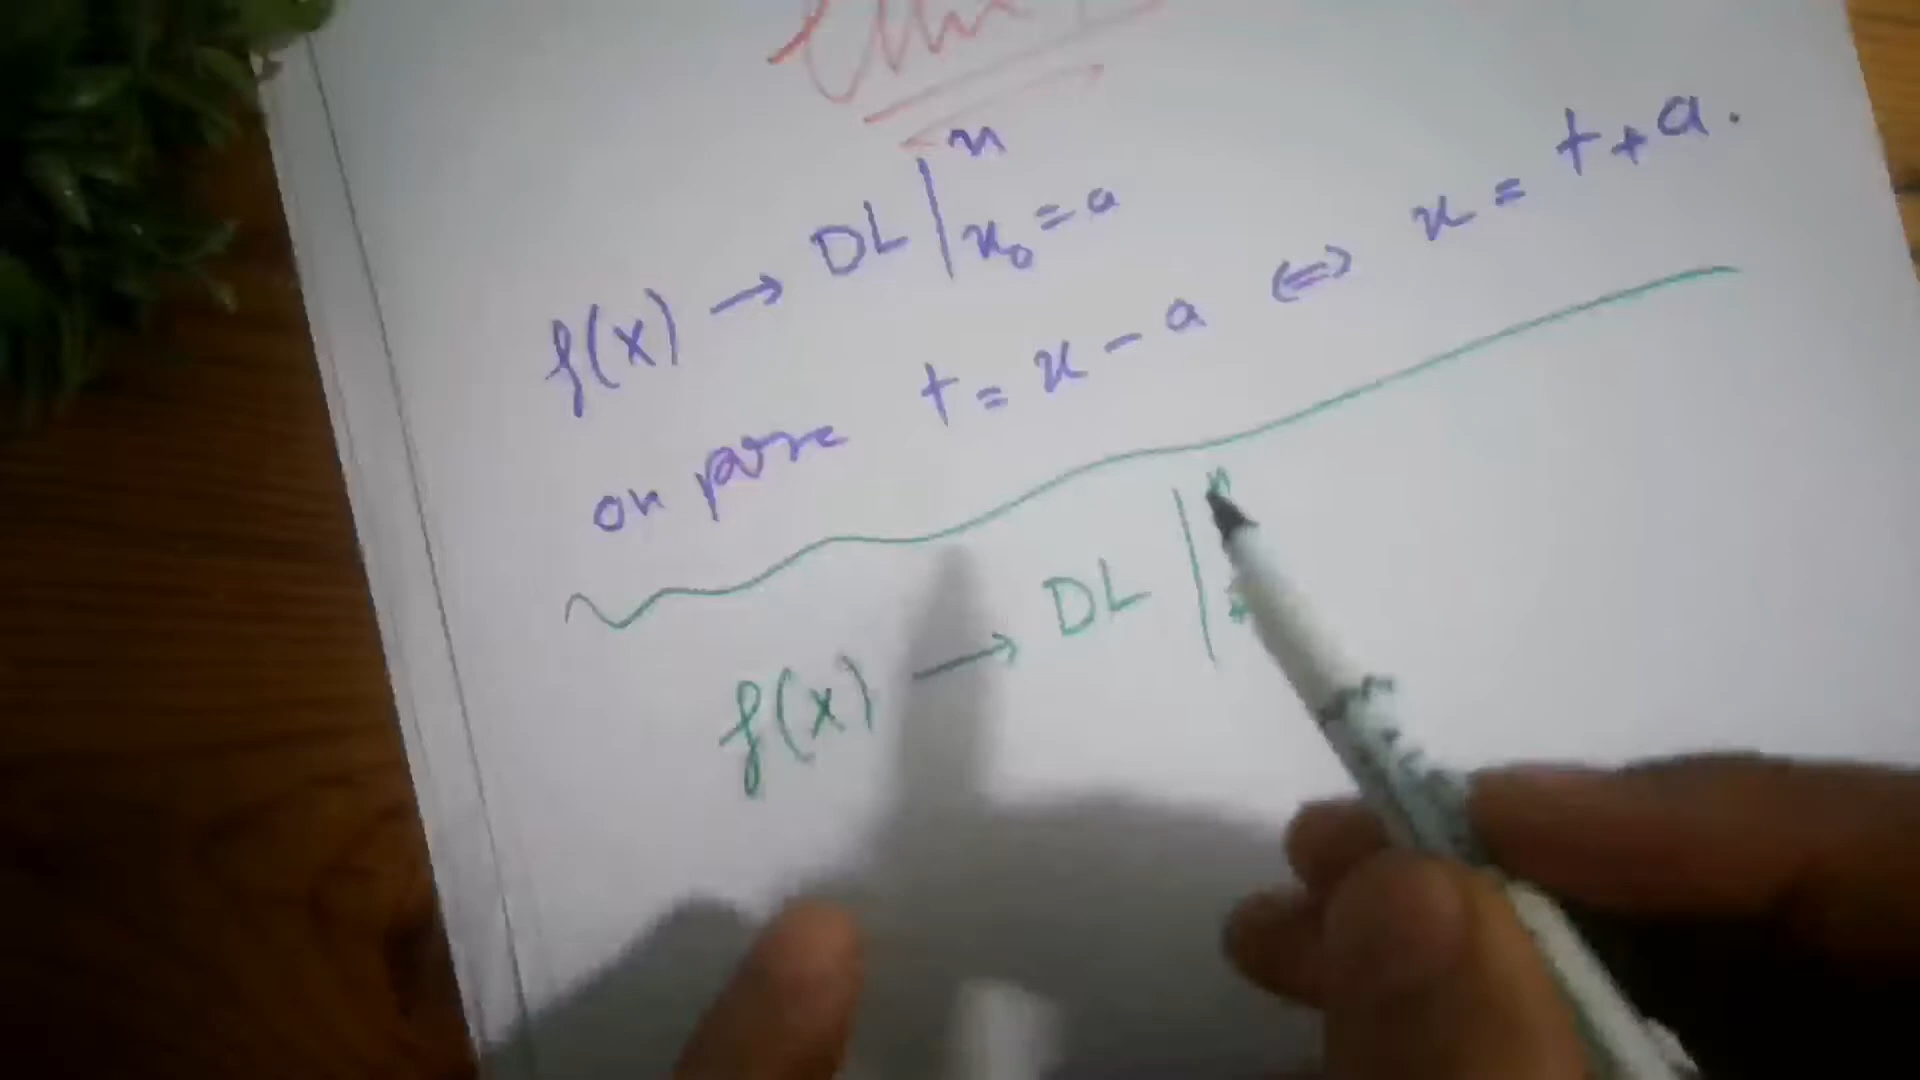 n
f(x) → DL | x₀ = a
on pose t = x - a ⇔ x = t + a.
n
f(x) → DL |